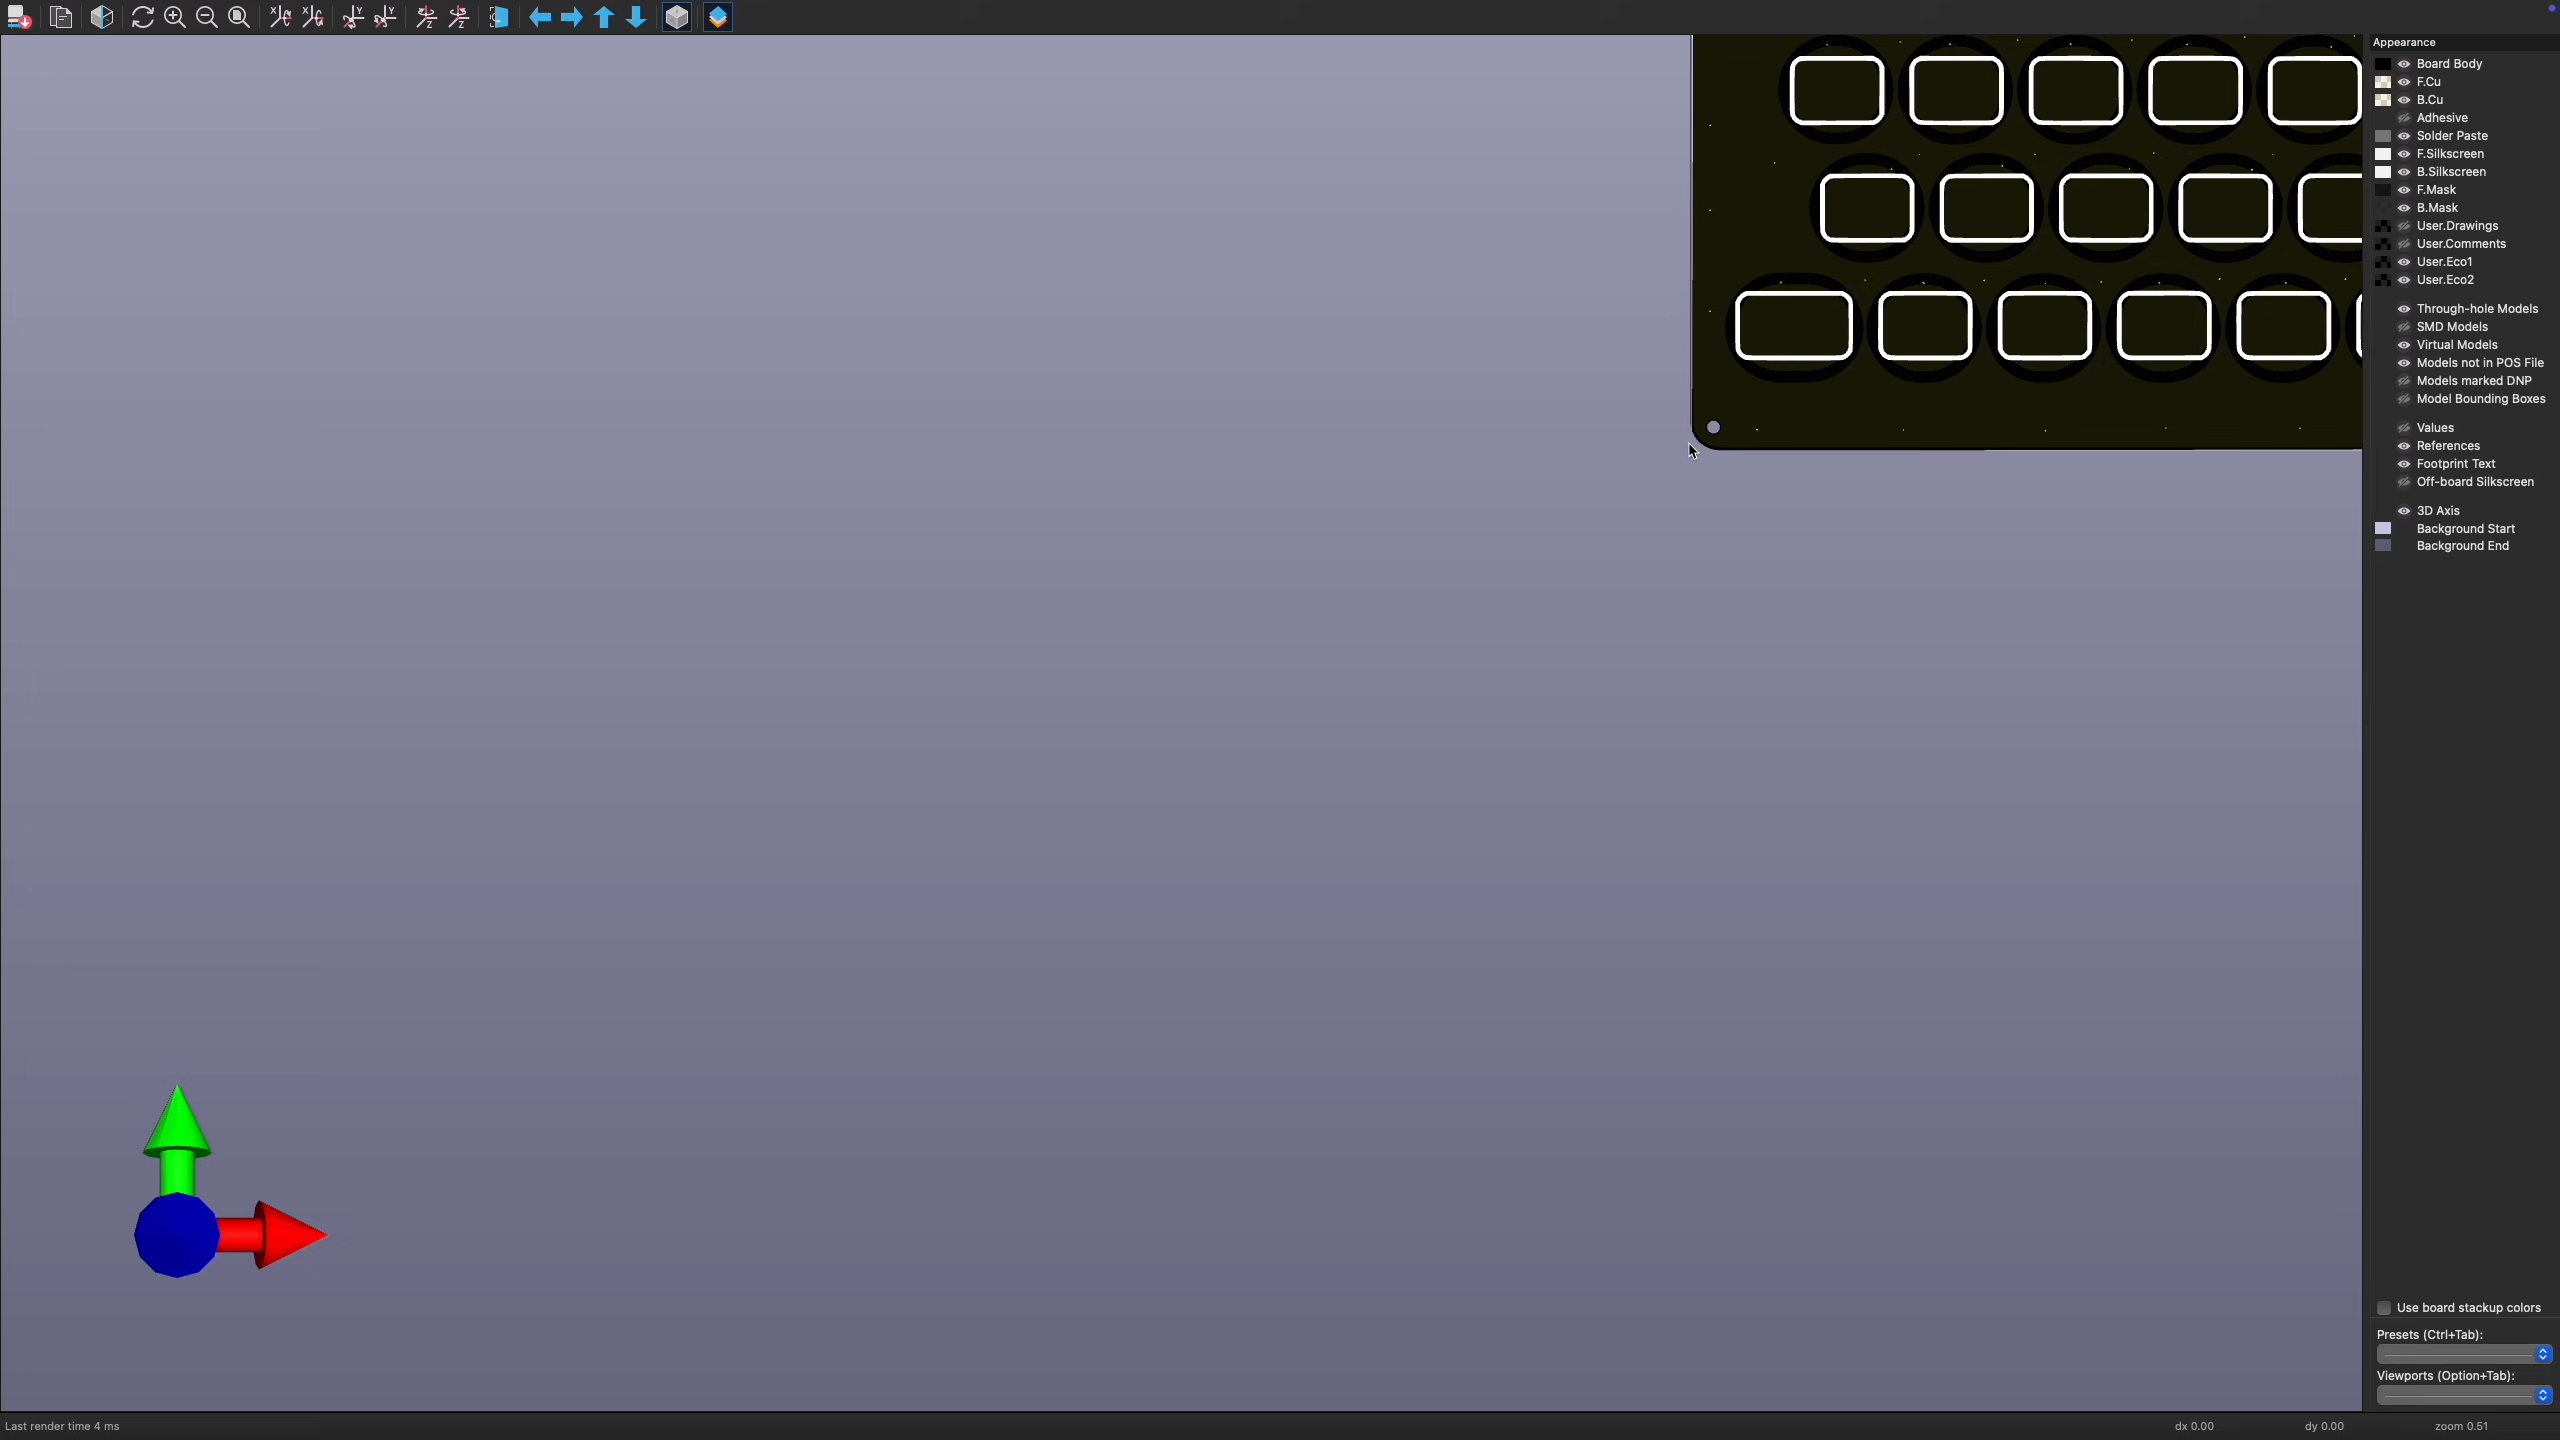 Appearance
Board Body
F.Cu
B.Cu
Adhesive
Solder Paste
F.Silkscreen
B.Silkscreen
F.Mask
B.Mask
User.Drawings
User.Comments
User.Eco1
User.Eco2
Through-hole Models
SMD Models
Virtual Models
Models not in POS File
Models marked DNP
Model Bounding Boxes
Values
References
Footprint Text
Off-board Silkscreen
3D Axis
Background Start
Background End
Use board stackup colors
Presets (Ctrl+Tab):
Viewports (Option+Tab):
Last render time 4 ms
dx 0.00
dy 0.00
zoom 0.51